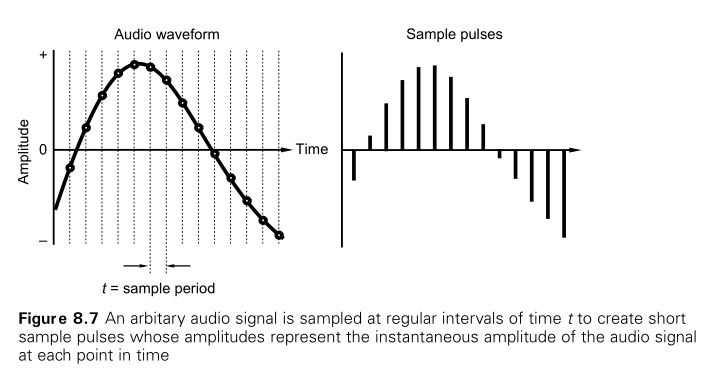 Audio waveform
Sample pulses
+
Amplitude
0
Time
–
t = sample period
Figure 8.7 An arbitary audio signal is sampled at regular intervals of time t to create short
sample pulses whose amplitudes represent the instantaneous amplitude of the audio signal
at each point in time